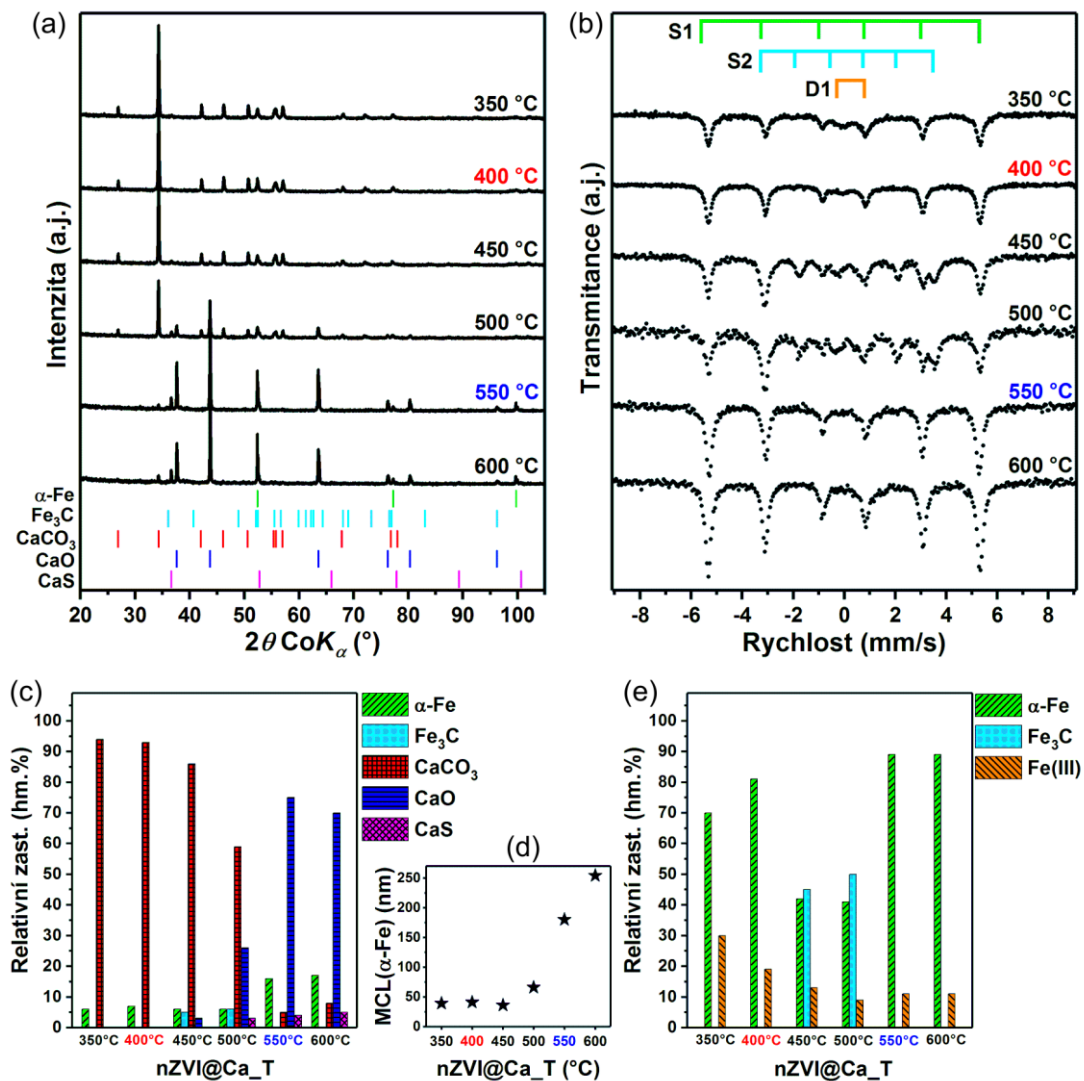 (a)
Intenzita (a.j.)
350 °C
400 °C
450 °C
500 °C
550 °C
600 °C
α-Fe
Fe₃C
CaCO₃
CaO
CaS
20 30 40 50 60 70 80 90 100
2θ CoKα (°)
(b)
S1
S2
D1
Transmitance (a.j.)
350 °C
400 °C
450 °C
500 °C
550 °C
600 °C
-8 -6 -4 -2 0 2 4 6 8
Rychlost (mm/s)
(c)
Relativní zast. (hm.%)
100
90
80
70
60
50
40
30
20
10
0
350°C 400°C 450°C 500°C 550°C 600°C
nZVI@Ca_T
α-Fe
Fe₃C
CaCO₃
CaO
CaS
(d)
MCL(α-Fe) (nm)
250
200
150
100
50
0
350 400 450 500 550 600
nZVI@Ca_T (°C)
(e)
Relativní zast. (hm.%)
100
90
80
70
60
50
40
30
20
10
0
350°C 400°C 450°C 500°C 550°C 600°C
nZVI@Ca_T
α-Fe
Fe₃C
Fe(III)